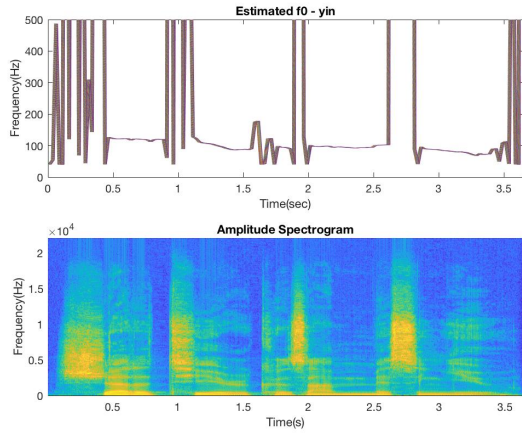 Estimated f0 - yin
500
400
300
200
100
0
Frequency(Hz)
0 0.5 1 1.5 2 2.5 3 3.5
Time(sec)
Amplitude Spectrogram
×10^4
2
1.5
1
0.5
0
Frequency(Hz)
0.5 1 1.5 2 2.5 3 3.5
Time(s)